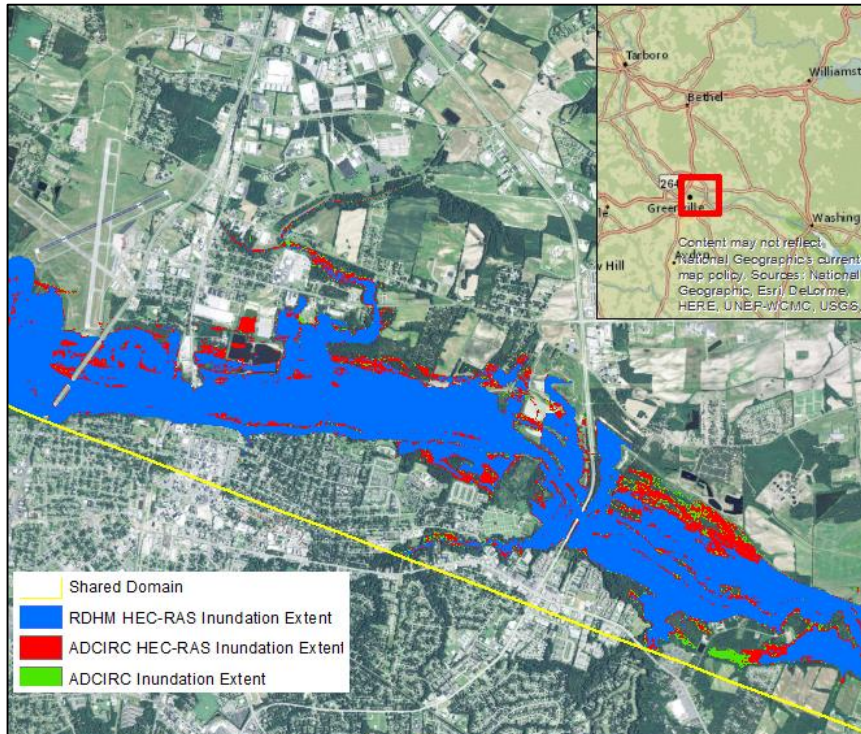 Tarboro
Williamst
Bethel
264
Greenville
Washing
le
Ayden
w Hill
Content may not reflect
National Geographic's current
map policy. Sources: National
Geographic, Esri, DeLorme,
HERE, UNEP-WCMC, USGS,
Shared Domain
RDHM HEC-RAS Inundation Extent
ADCIRC HEC-RAS Inundation Extent
ADCIRC Inundation Extent